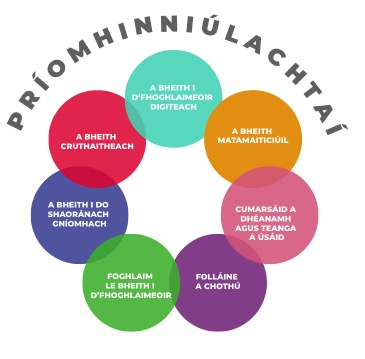 PRÍOMHINNIÚLACHTAÍ
A BHEITH I
D'FHOGHLAIMEOIR
DIGITEACH
A BHEITH
MATAMAITICIÚIL
CUMARSÁID A
DHÉANAMH
AGUS TEANGA
A ÚSÁID
FOLLÁINE
A CHOTHÚ
FOGHLAIM
LE BHEITH I
D'FHOGHLAIMEOIR
A BHEITH I DO
SHAORÁNACH
GNÍOMHACH
A BHEITH
CRUTHAITHEACH